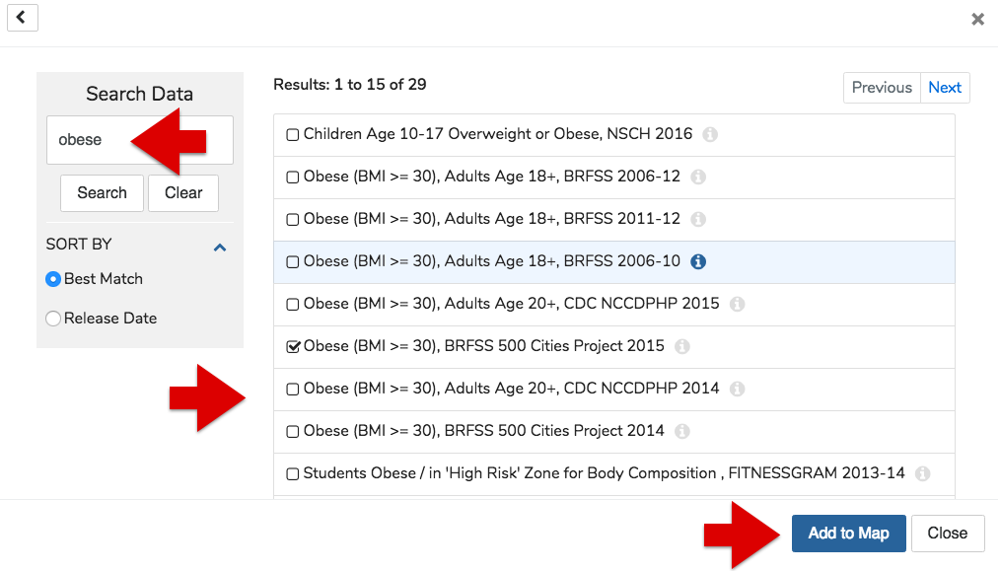 Search Data
obese
Search Clear
SORT BY
Best Match
Release Date
Results: 1 to 15 of 29
Previous Next
Children Age 10-17 Overweight or Obese, NSCH 2016
Obese (BMI >= 30), Adults Age 18+, BRFSS 2006-12
Obese (BMI >= 30), Adults Age 18+, BRFSS 2011-12
Obese (BMI >= 30), Adults Age 18+, BRFSS 2006-10
Obese (BMI >= 30), Adults Age 20+, CDC NCCDPHP 2015
Obese (BMI >= 30), BRFSS 500 Cities Project 2015
Obese (BMI >= 30), Adults Age 20+, CDC NCCDPHP 2014
Obese (BMI >= 30), BRFSS 500 Cities Project 2014
Students Obese / in 'High Risk' Zone for Body Composition , FITNESSGRAM 2013-14
Add to Map Close